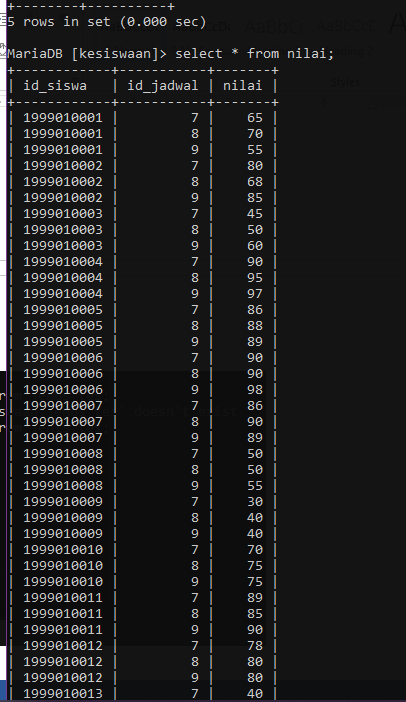 +---------+----------+
5 rows in set (0.000 sec)
MariaDB [kesiswaan]> select * from nilai;
+------------+-----------+-------+
| id_siswa   | id_jadwal | nilai |
+------------+-----------+-------+
| 1999010001 |         7 |    65 |
| 1999010001 |         8 |    70 |
| 1999010001 |         9 |    55 |
| 1999010002 |         7 |    80 |
| 1999010002 |         8 |    68 |
| 1999010002 |         9 |    85 |
| 1999010003 |         7 |    45 |
| 1999010003 |         8 |    50 |
| 1999010003 |         9 |    60 |
| 1999010004 |         7 |    90 |
| 1999010004 |         8 |    95 |
| 1999010004 |         9 |    97 |
| 1999010005 |         7 |    86 |
| 1999010005 |         8 |    88 |
| 1999010005 |         9 |    89 |
| 1999010006 |         7 |    90 |
| 1999010006 |         8 |    90 |
| 1999010006 |         9 |    98 |
| 1999010007 |         7 |    86 |
| 1999010007 |         8 |    90 |
| 1999010007 |         9 |    89 |
| 1999010008 |         7 |    50 |
| 1999010008 |         8 |    50 |
| 1999010008 |         9 |    55 |
| 1999010009 |         7 |    30 |
| 1999010009 |         8 |    40 |
| 1999010009 |         9 |    40 |
| 1999010010 |         7 |    70 |
| 1999010010 |         8 |    75 |
| 1999010010 |         9 |    75 |
| 1999010011 |         7 |    89 |
| 1999010011 |         8 |    85 |
| 1999010011 |         9 |    90 |
| 1999010012 |         7 |    78 |
| 1999010012 |         8 |    80 |
| 1999010012 |         9 |    80 |
| 1999010013 |         7 |    40 |